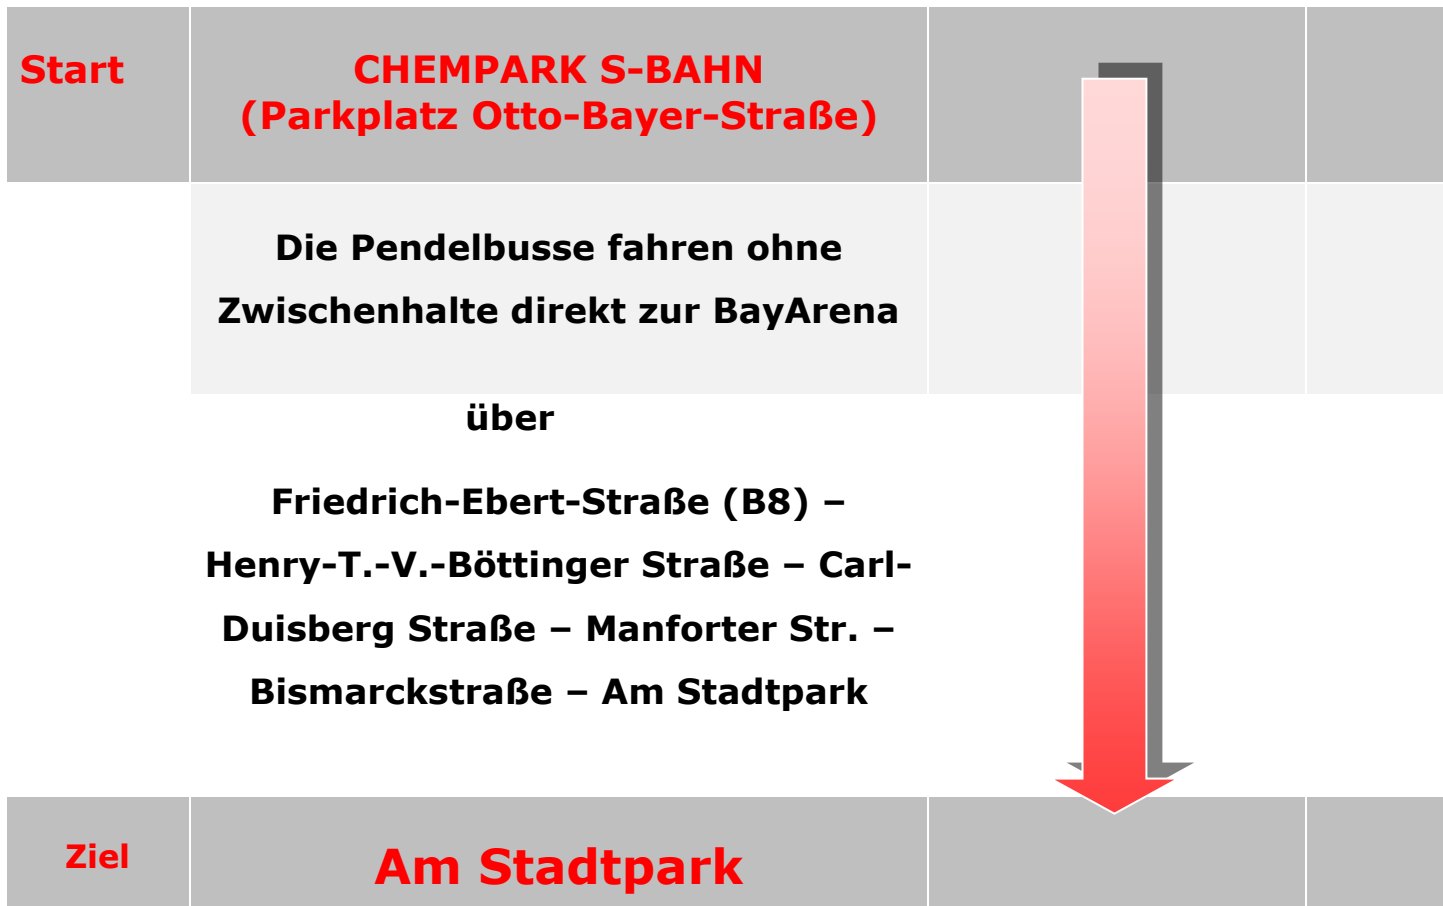 Start
CHEMPARK S-BAHN
(Parkplatz Otto-Bayer-Straße)
Die Pendelbusse fahren ohne
Zwischenhalte direkt zur BayArena
über
Friedrich-Ebert-Straße (B8) –
Henry-T.-V.-Böttinger Straße – Carl-
Duisberg Straße – Manforter Str. –
Bismarckstraße – Am Stadtpark
Ziel
Am Stadtpark